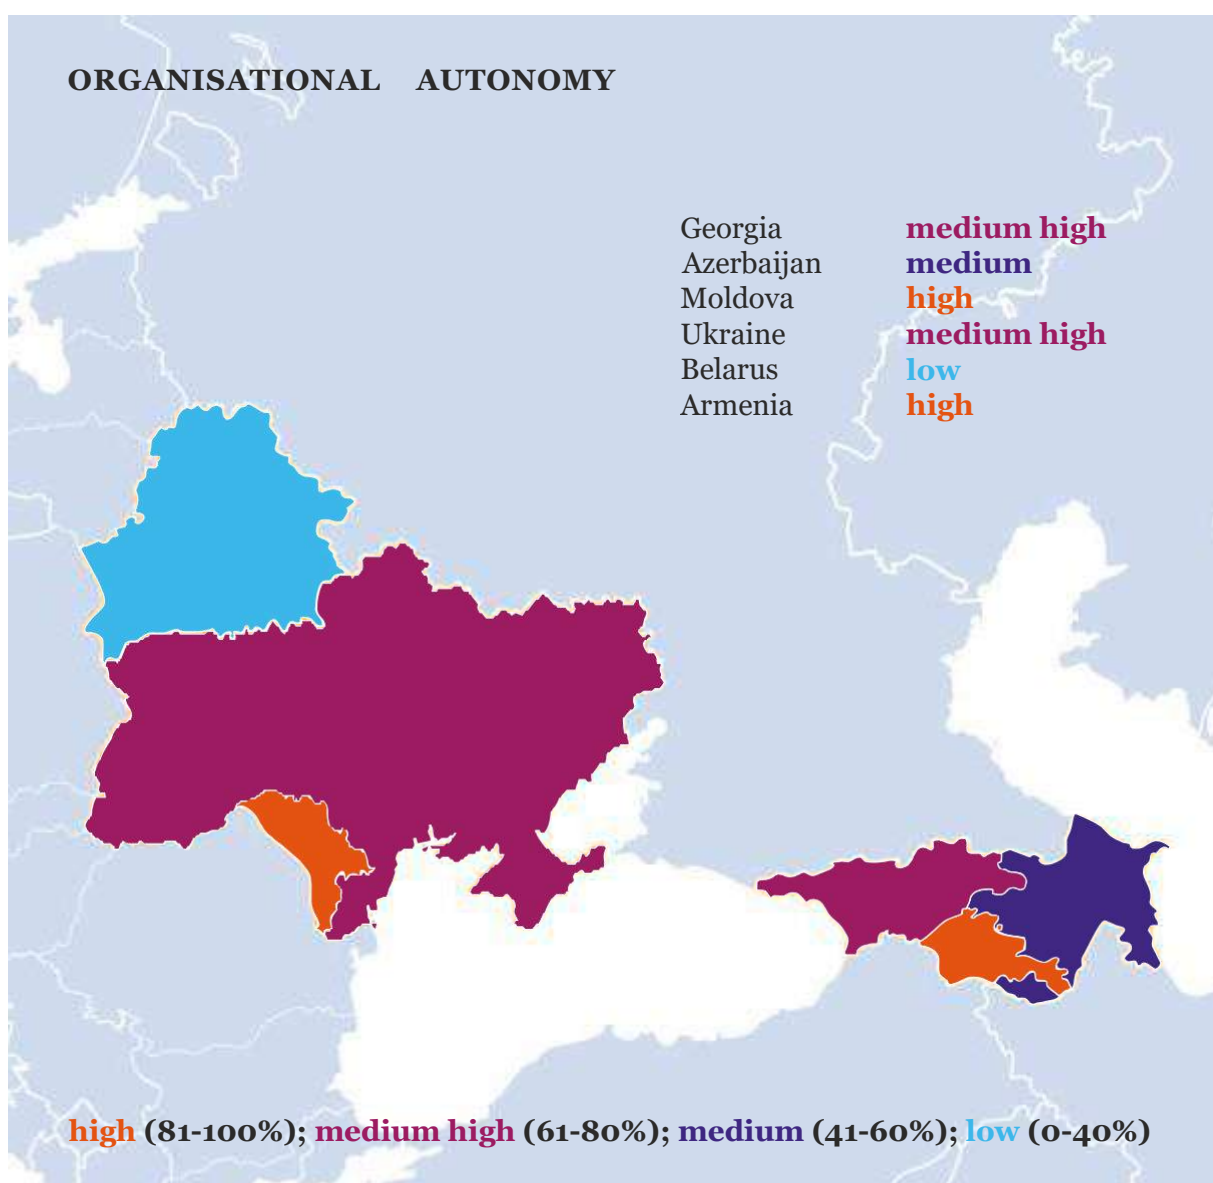 ORGANISATIONAL AUTONOMY
Georgia medium high
Azerbaijan medium
Moldova high
Ukraine medium high
Belarus low
Armenia high
high (81-100%); medium high (61-80%); medium (41-60%); low (0-40%)